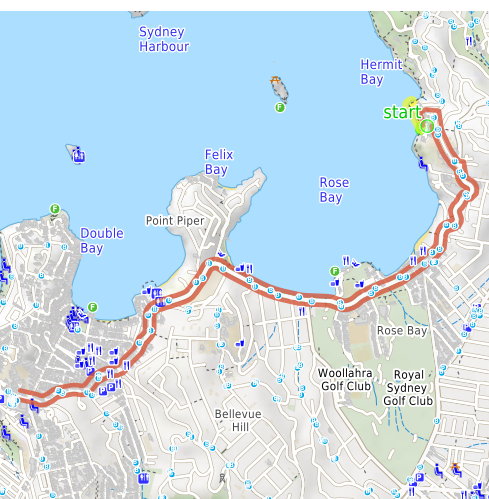 Sydney
Harbour
Hermit
Bay
start
Felix
Bay
Rose
Bay
Point Piper
Double
Bay
Rose Bay
Woollahra
Golf Club
Royal
Sydney
Golf Club
Bellevue
Hill